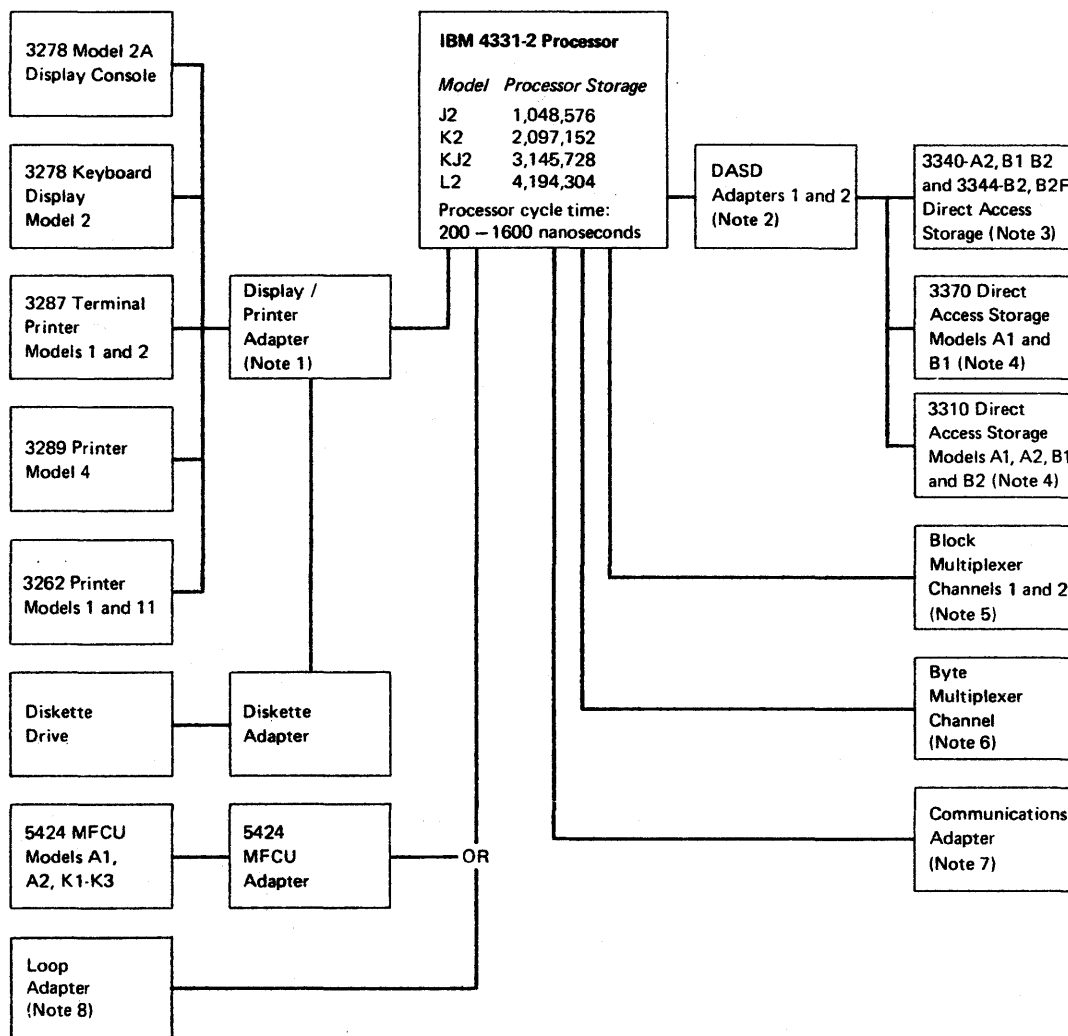 3278 Model 2A
Display Console
3278 Keyboard
Display
Model 2
3287 Terminal
Printer
Models 1 and 2
3289 Printer
Model 4
3262 Printer
Models 1 and 11
Diskette
Drive
5424 MFCU
Models A1,
A2, K1-K3
Loop
Adapter
(Note 8)
Display /
Printer
Adapter
(Note 1)
Diskette
Adapter
5424
MFCU
Adapter
OR
IBM 4331-2 Processor
Model Processor Storage
J2 1,048,576
K2 2,097,152
KJ2 3,145,728
L2 4,194,304
Processor cycle time:
200 – 1600 nanoseconds
DASD
Adapters 1 and 2
(Note 2)
3340-A2, B1 B2
and 3344-B2, B2F
Direct Access
Storage (Note 3)
3370 Direct
Access Storage
Models A1 and
B1 (Note 4)
3310 Direct
Access Storage
Models A1, A2, B1
and B2 (Note 4)
Block
Multiplexer
Channels 1 and 2
(Note 5)
Byte
Multiplexer
Channel
(Note 6)
Communications
Adapter
(Note 7)